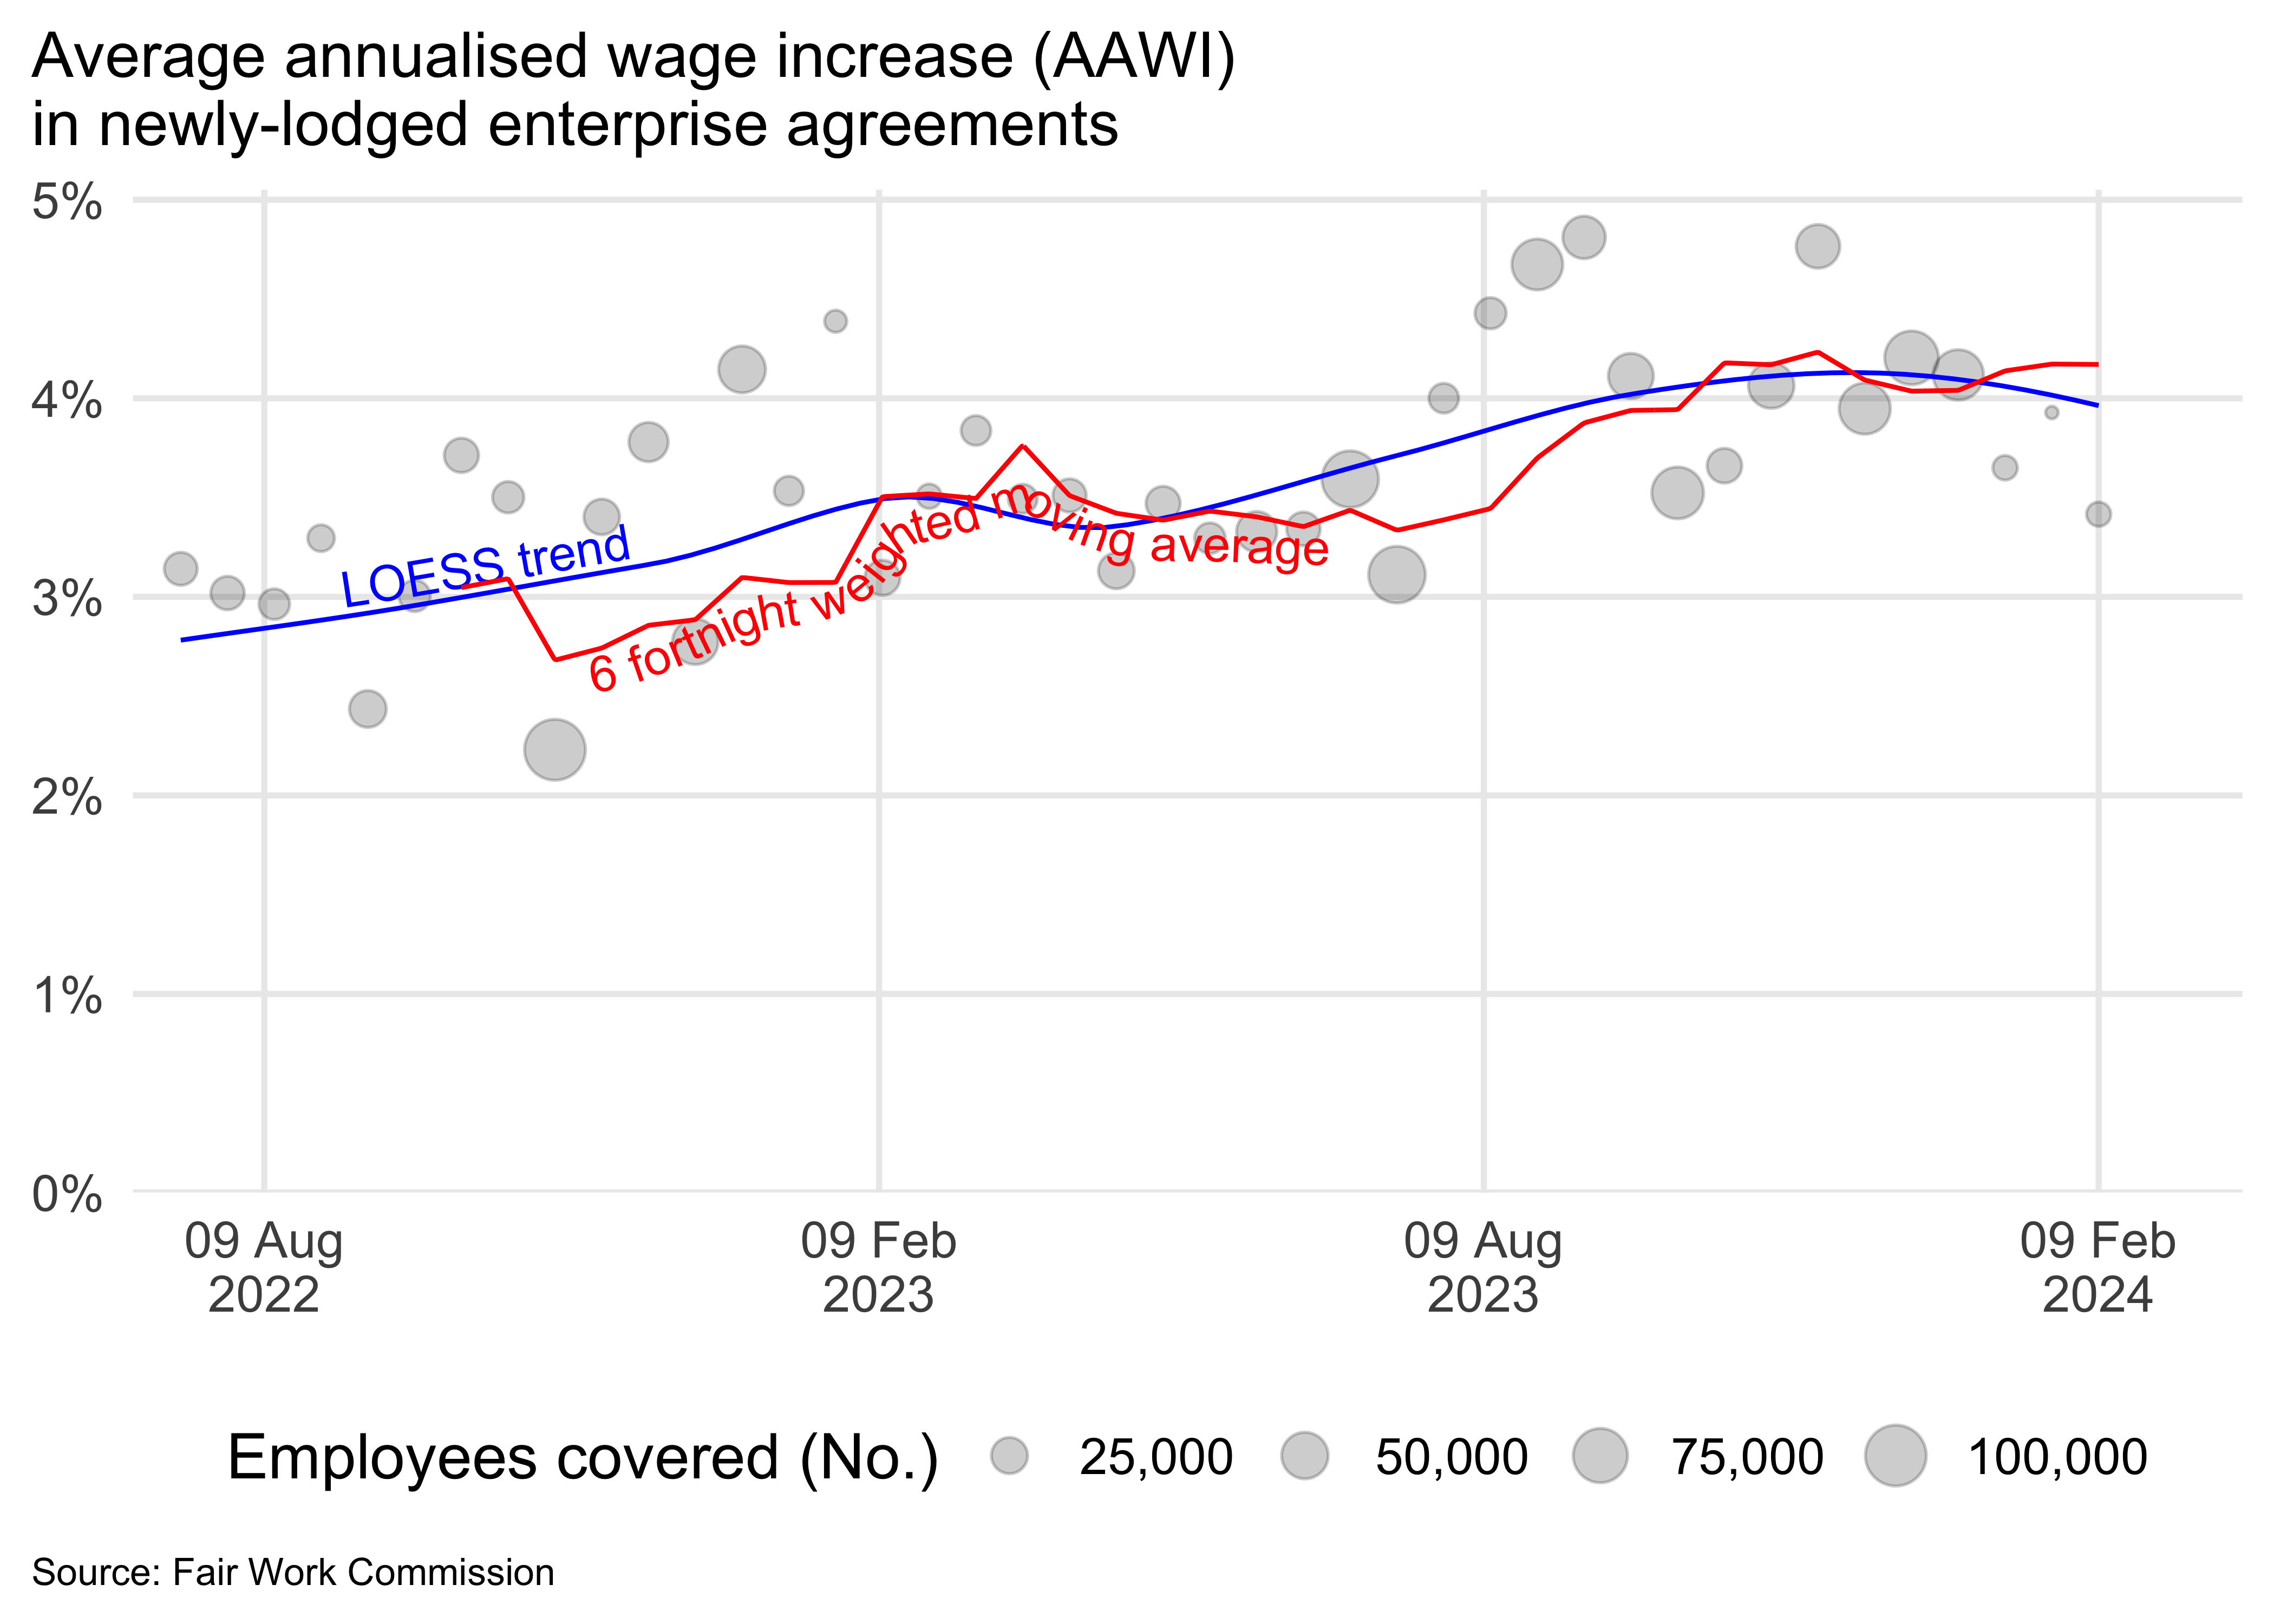 Average annualised wage increase (AAWI)
in newly-lodged enterprise agreements
5%
4%
3%
2%
1%
0%
LOESS trend
6 fortnight weighted moving average
09 Aug
2022
09 Feb
2023
09 Aug
2023
09 Feb
2024
Employees covered (No.)
25,000
50,000
75,000
100,000
Source: Fair Work Commission